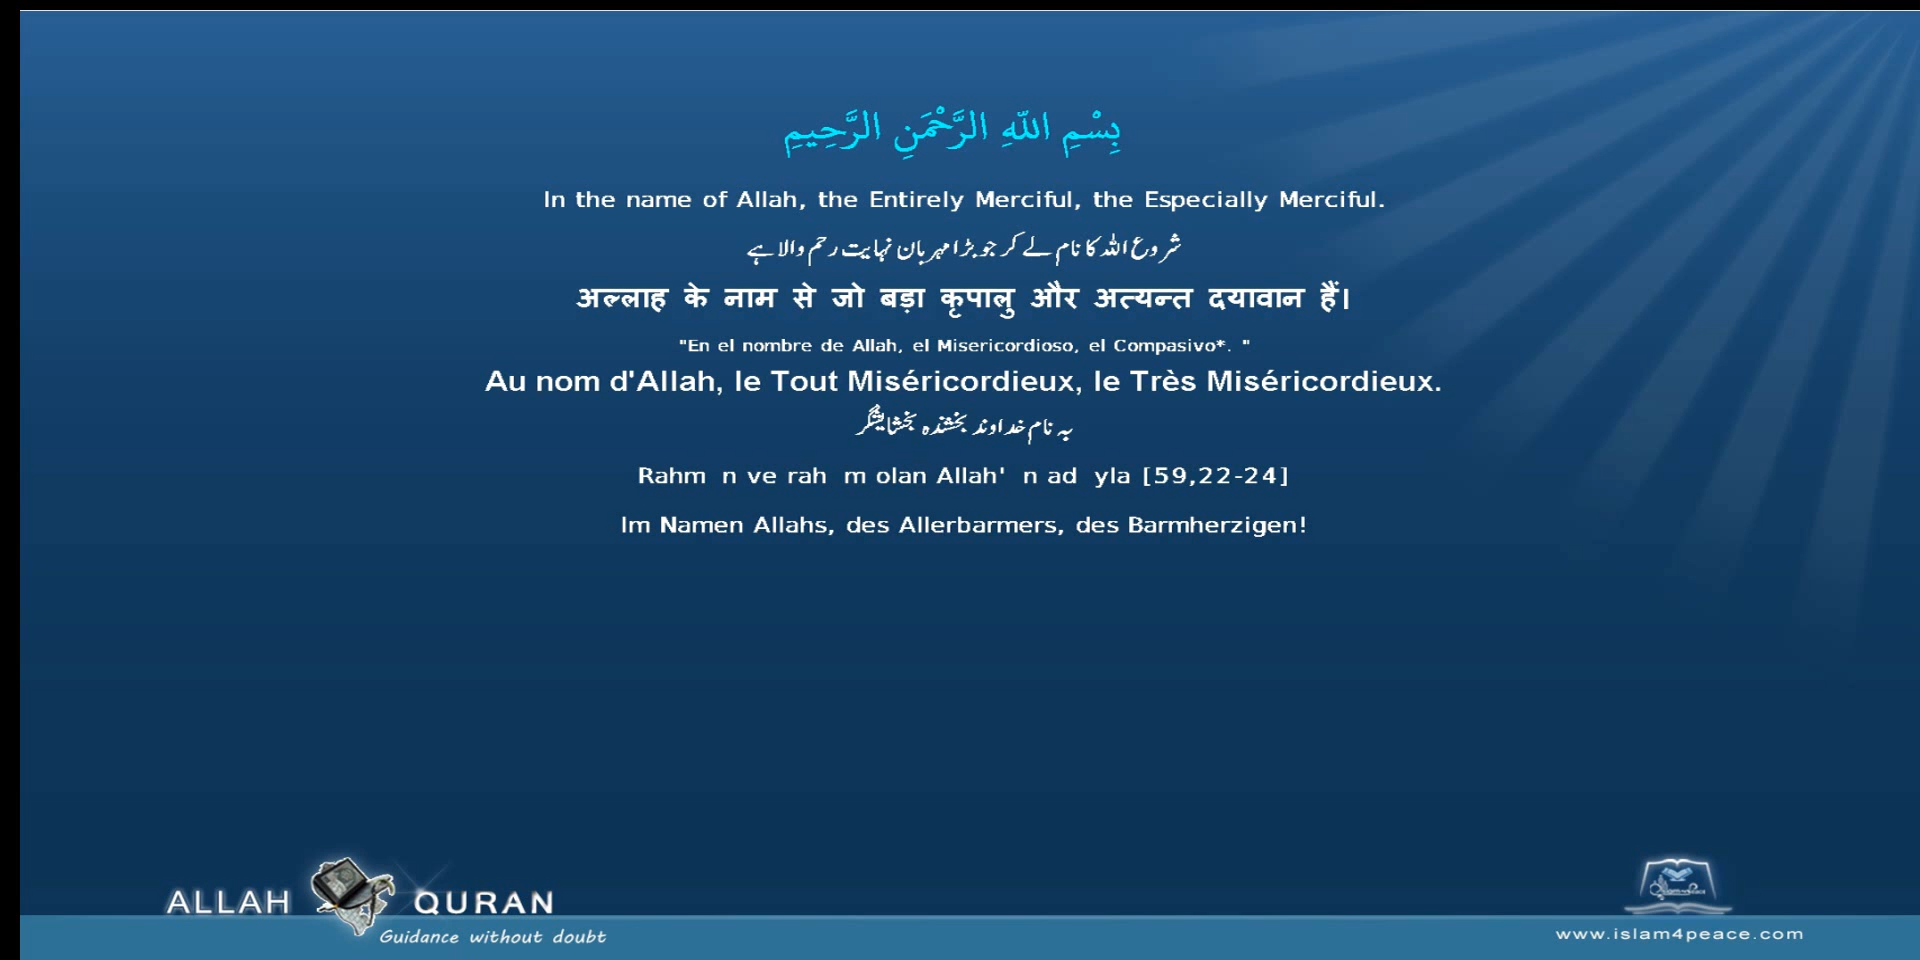 بِسْمِ اللّهِ الرَّحْمَنِ الرَّحِيمِ
In the name of Allah, the Entirely Merciful, the Especially Merciful.
شروع اللہ کا نام لے کر جو بڑا مہربان نہایت رحم والا ہے
अल्लाह के नाम से जो बड़ा कृपालु और अत्यन्त दयावान हैं।
"En el nombre de Allah, el Misericordioso, el Compasivo*. "
Au nom d'Allah, le Tout Miséricordieux, le Très Miséricordieux.
به نام خداوند بخشنده بخشایشگر
Rahm n ve rah m olan Allah' n ad yla [59,22-24]
Im Namen Allahs, des Allerbarmers, des Barmherzigen!
ALLAH QURAN
Guidance without doubt
www.islam4peace.com